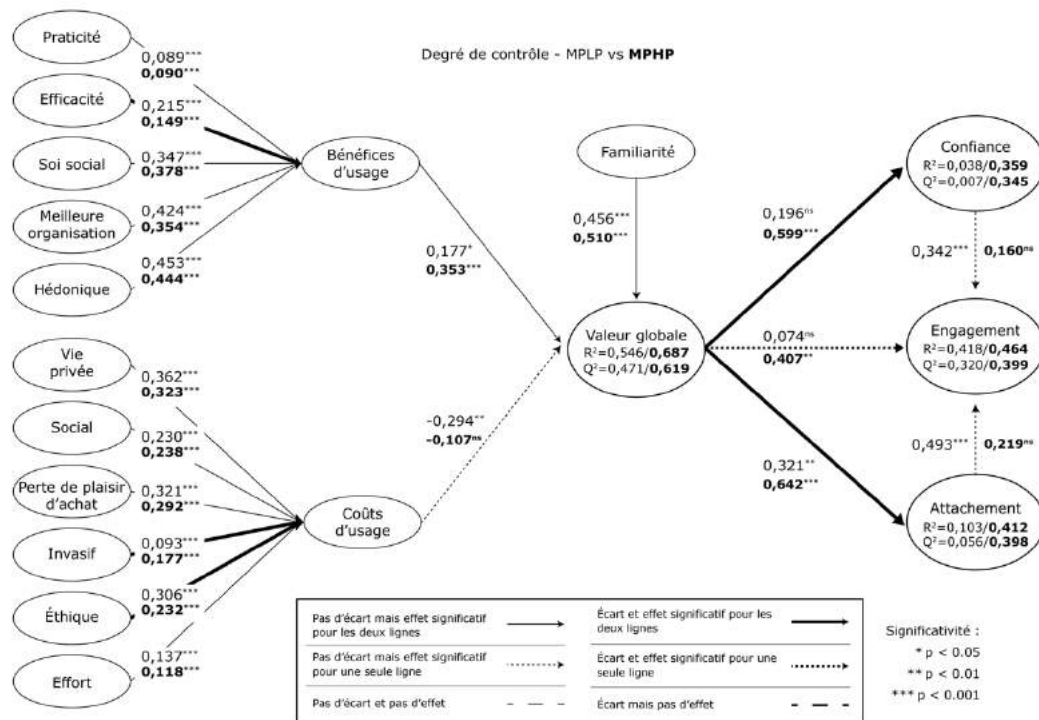 Degré de contrôle - MPLP vs MPHP
Praticité
0,089***
0,090***
Efficacité
0,215***
0,149***
Soi social
0,347***
0,378***
Meilleure
organisation
0,424***
0,354***
Hédonique
0,453***
0,444***
Bénéfices
d'usage
0,177*
0,353***
Familiarité
0,456***
0,510***
Vie
privée
0,362***
0,323***
Social
0,230***
0,238***
Perte de plaisir
d'achat
0,321***
0,292***
Invasif
0,093***
0,177***
Éthique
0,306***
0,232***
Effort
0,137***
0,118***
Coûts
d'usage
-0,294**
-0,107ns
Valeur globale
R²=0,546/0,687
Q²=0,471/0,619
0,196ns
0,599***
0,074ns
0,407**
0,321**
0,642***
Confiance
R²=0,038/0,359
Q²=0,007/0,345
0,342*** 0,160ns
Engagement
R²=0,418/0,464
Q²=0,320/0,399
0,493*** 0,219ns
Attachement
R²=0,103/0,412
Q²=0,056/0,398
Pas d'écart mais effet significatif
pour les deux lignes
Écart et effet significatif pour les
deux lignes
Pas d'écart mais effet significatif
pour une seule ligne
Écart et effet significatif pour une
seule ligne
Pas d'écart et pas d'effet
Écart mais pas d'effet
Significativité :
* p < 0.05
** p < 0.01
*** p < 0.001